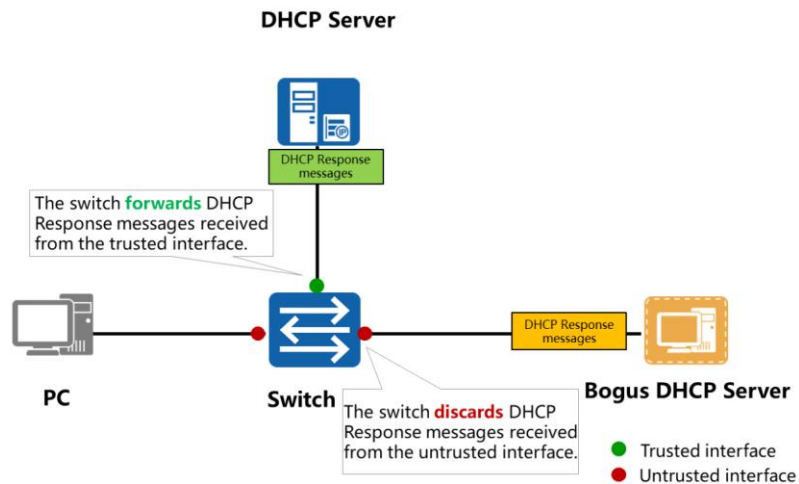 DHCP Server
IP
DHCP Response
messages
The switch forwards DHCP
Response messages received
from the trusted interface.
DHCP Response
messages
PC
Switch
Bogus DHCP Server
The switch discards DHCP
Response messages received
from the untrusted interface.
Trusted interface
Untrusted interface